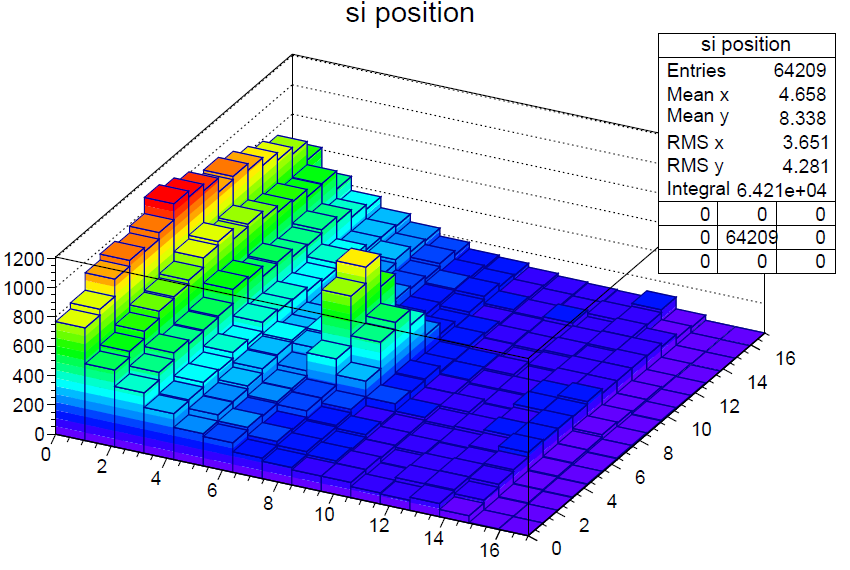 si position
si position
Entries 64209
Mean x 4.658
Mean y 8.338
RMS x 3.651
RMS y 4.281
Integral 6.421e+04
0 0 0
0 64209 0
0 0 0
1200
1000
800
600
400
200
0
0 2 4 6 8 10 12 14 16
0 2 4 6 8 10 12 14 16